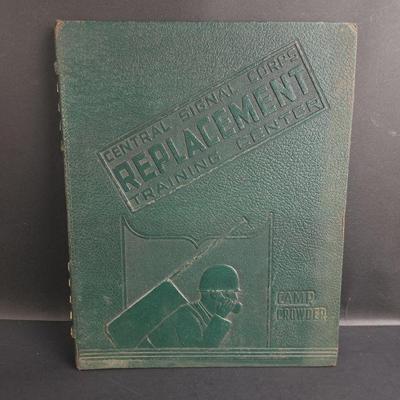 CENTRAL SIGNAL CORPS
REPLACEMENT
TRAINING CENTER
CAMP
CROWDER